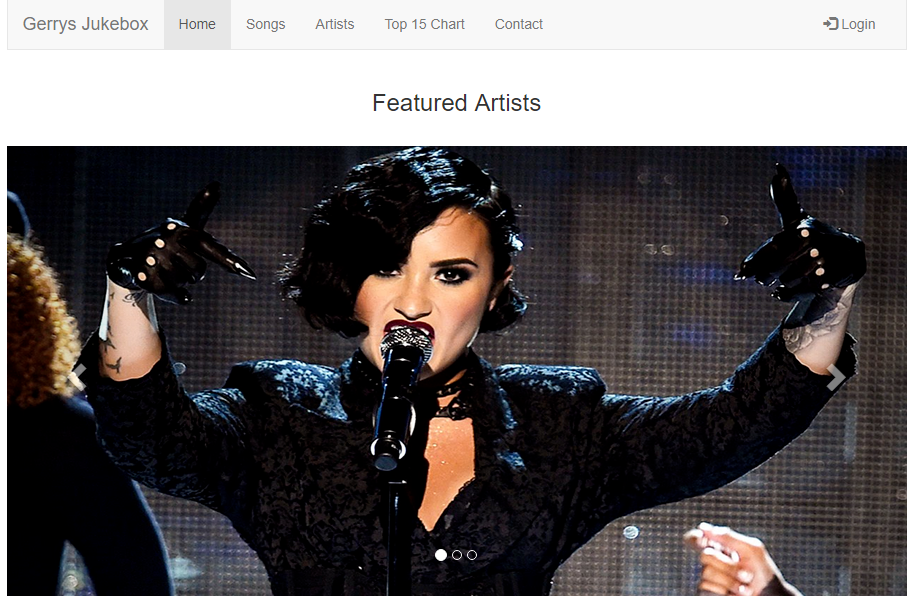 Gerrys Jukebox Home Songs Artists Top 15 Chart Contact Login
Featured Artists